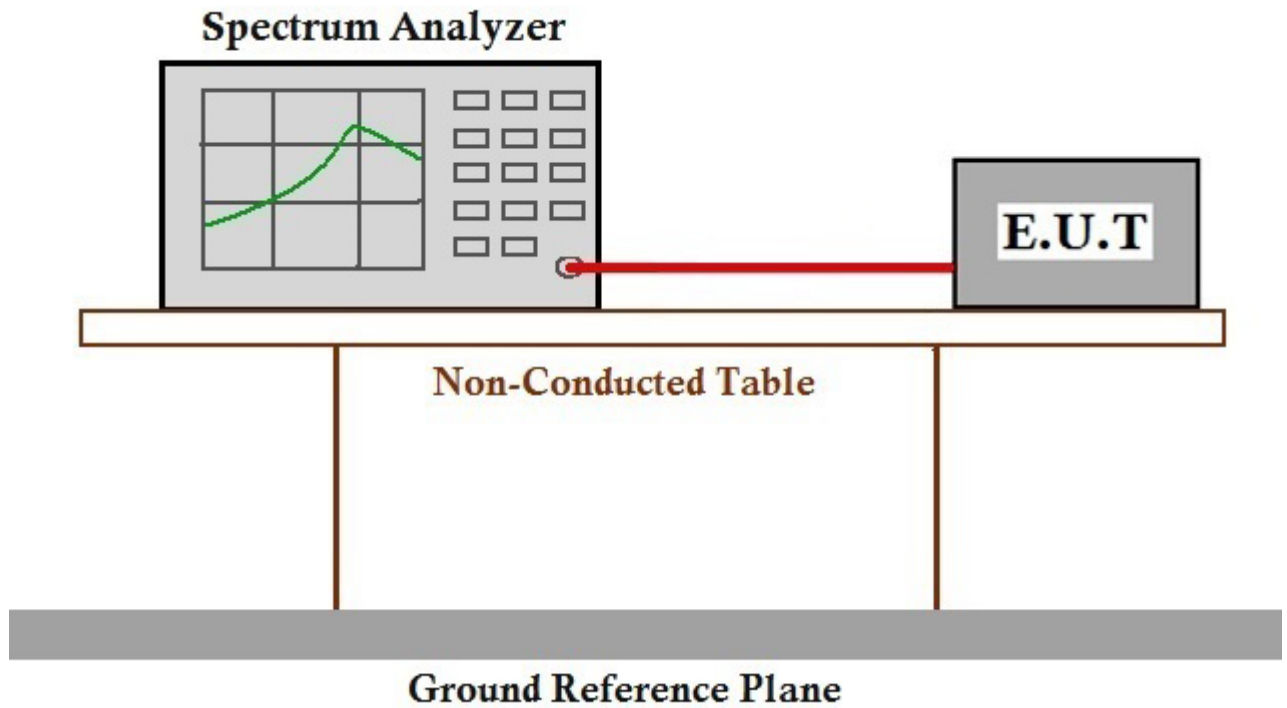 Spectrum Analyzer
E.U.T
Non-Conducted Table
Ground Reference Plane